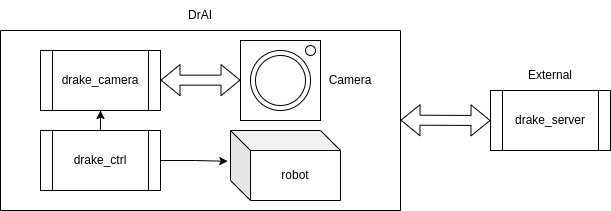 DrAI
drake_camera
Camera
External
drake_server
drake_ctrl
robot